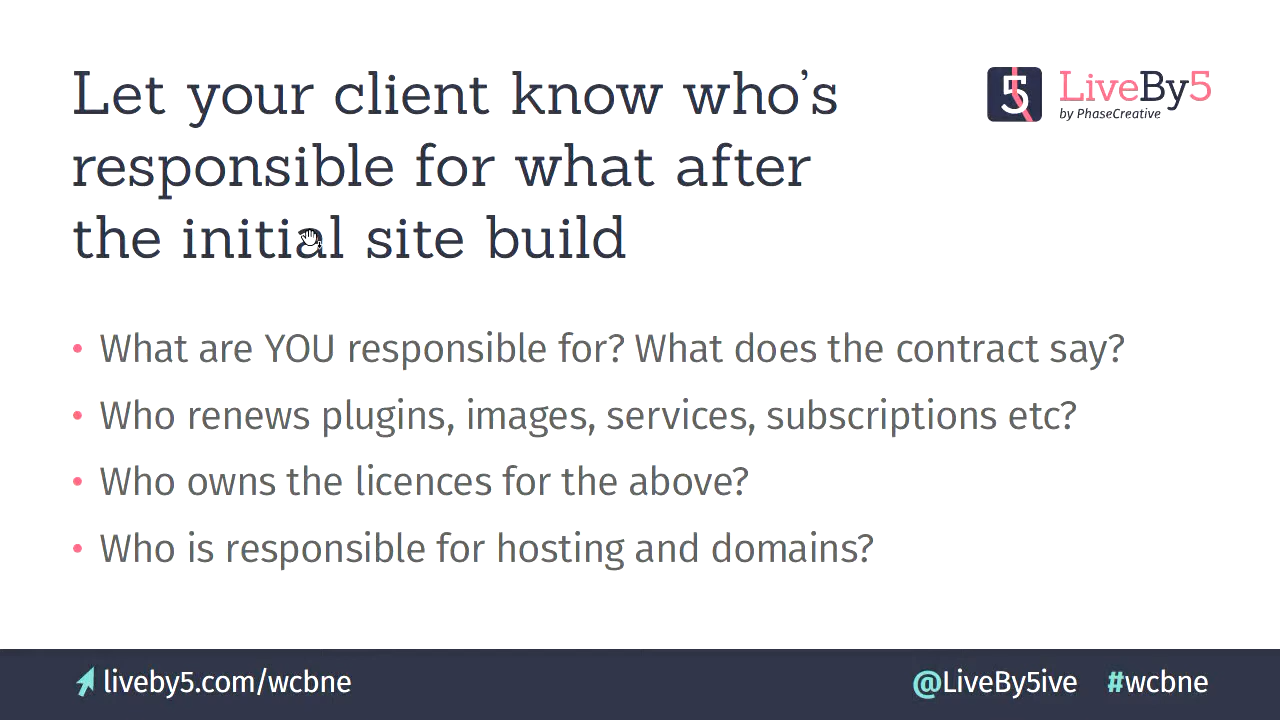 Let your client know who’s
responsible for what after
the initial site build
5
LiveBy5
by PhaseCreative
• What are YOU responsible for? What does the contract say?
• Who renews plugins, images, services, subscriptions etc?
• Who owns the licences for the above?
• Who is responsible for hosting and domains?
liveby5.com/wcbne
@LiveBy5ive #wcbne